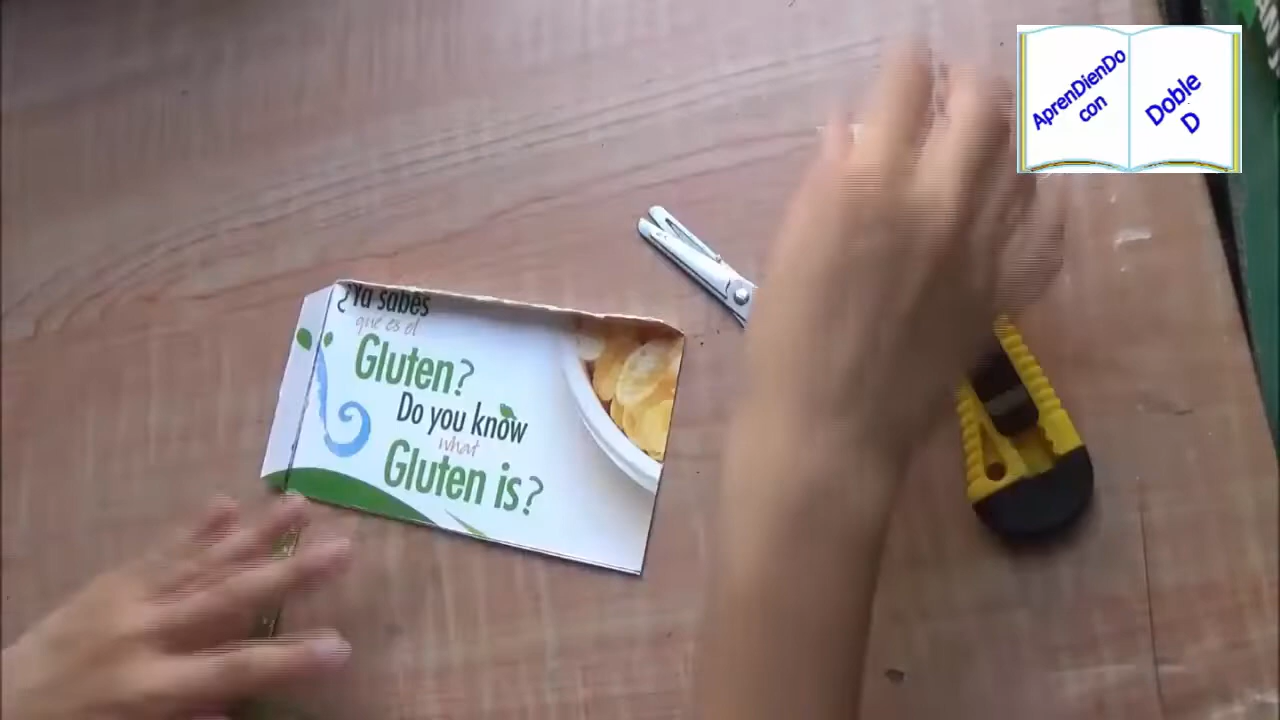 ¿Ya sabes
que es el
Gluten?
Do you know
what
Gluten is?
AprenDienDo
con
Doble
D